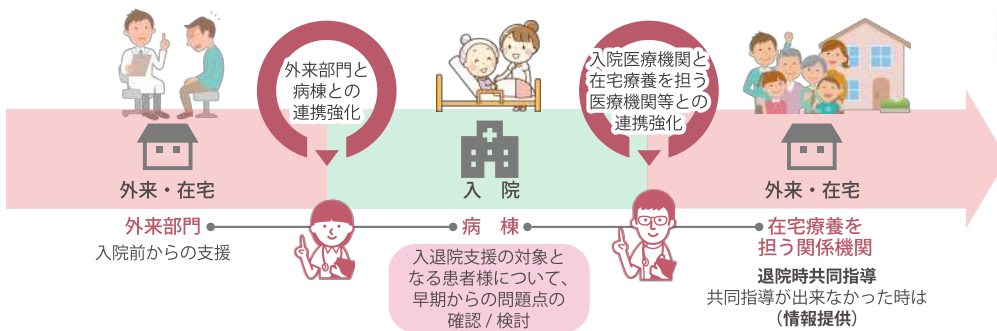 外来部門と
病棟との
連携強化
入院医療機関と
在宅療養を担う
医療機関等との
連携強化
外来・在宅
入　院
外来・在宅
外来部門
入院前からの支援
病　棟
入退院支援の対象と
なる患者様について、
早期からの問題点の
確認 / 検討
在宅療養を
担う関係機関
退院時共同指導
共同指導が出来なかった時は
（情報提供）